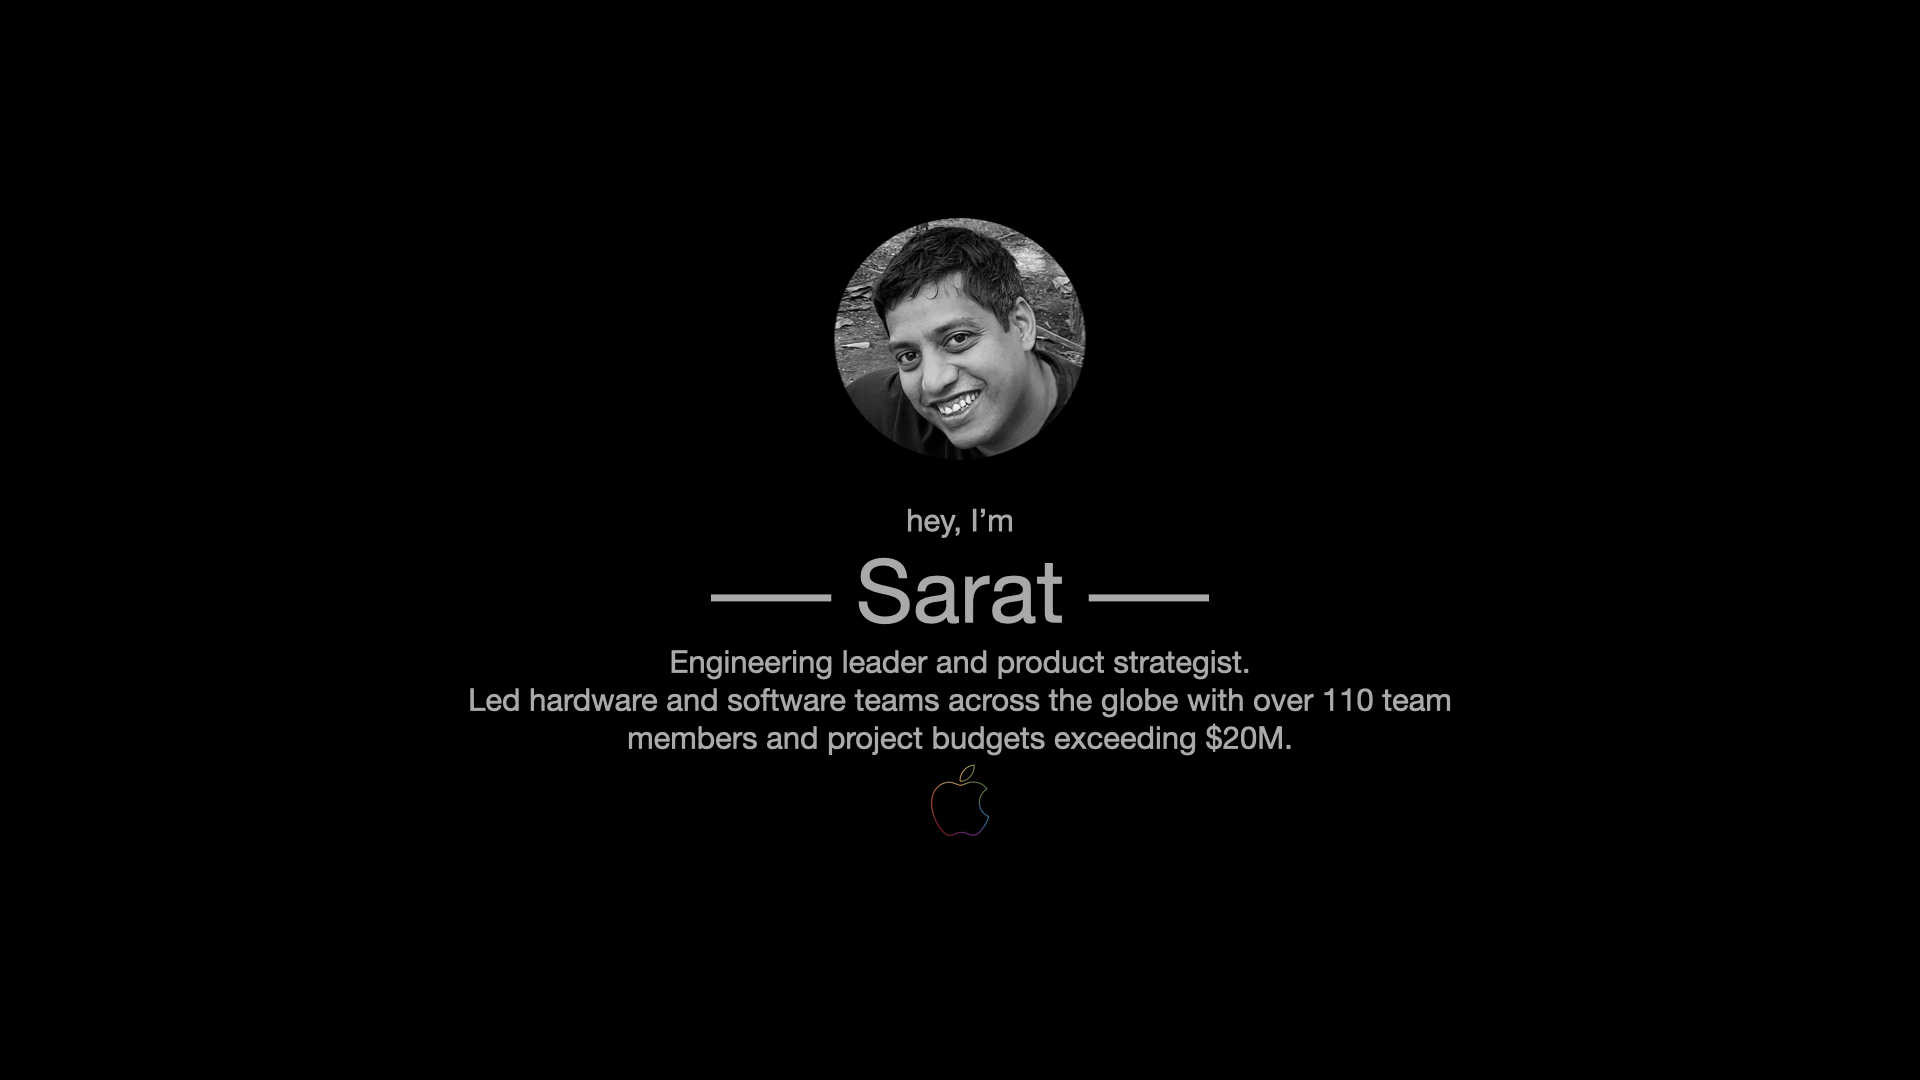 hey, I’m
Sarat
Engineering leader and product strategist.
Led hardware and software teams across the globe with over 110 team
members and project budgets exceeding $20M.